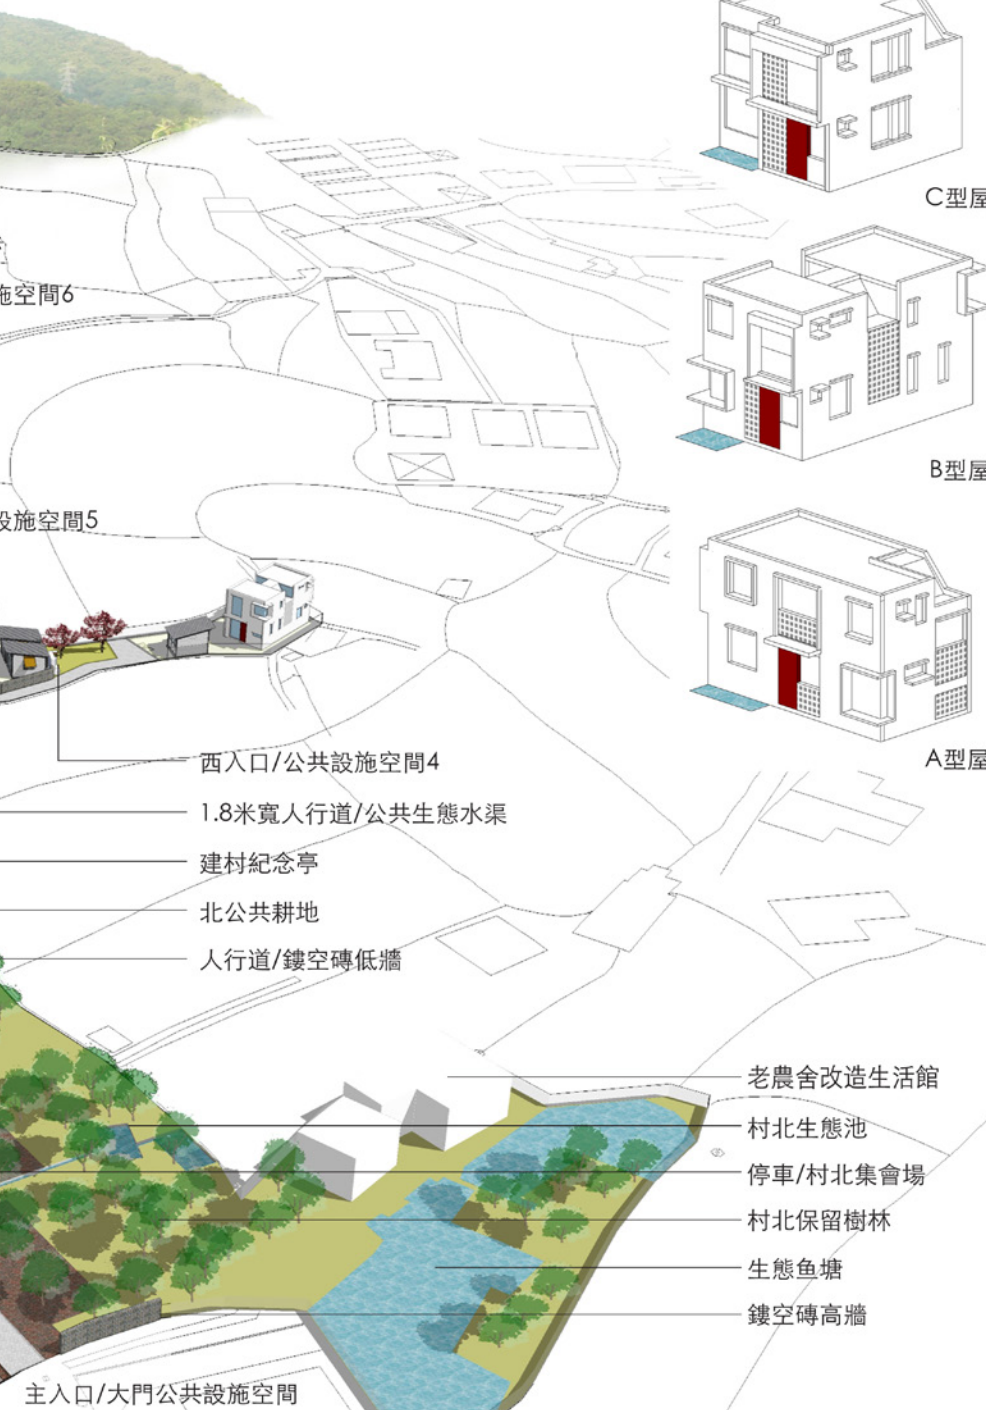 C型屋
施空間6
B型屋
設施空間5
A型屋
西入口/公共設施空間4
1.8米寬人行道/公共生態水渠
建村紀念亭
北公共耕地
人行道/鏤空磚低牆
老農舍改造生活館
村北生態池
停車/村北集會場
村北保留樹林
生態鱼塘
鏤空磚高牆
主入口/大門公共設施空間